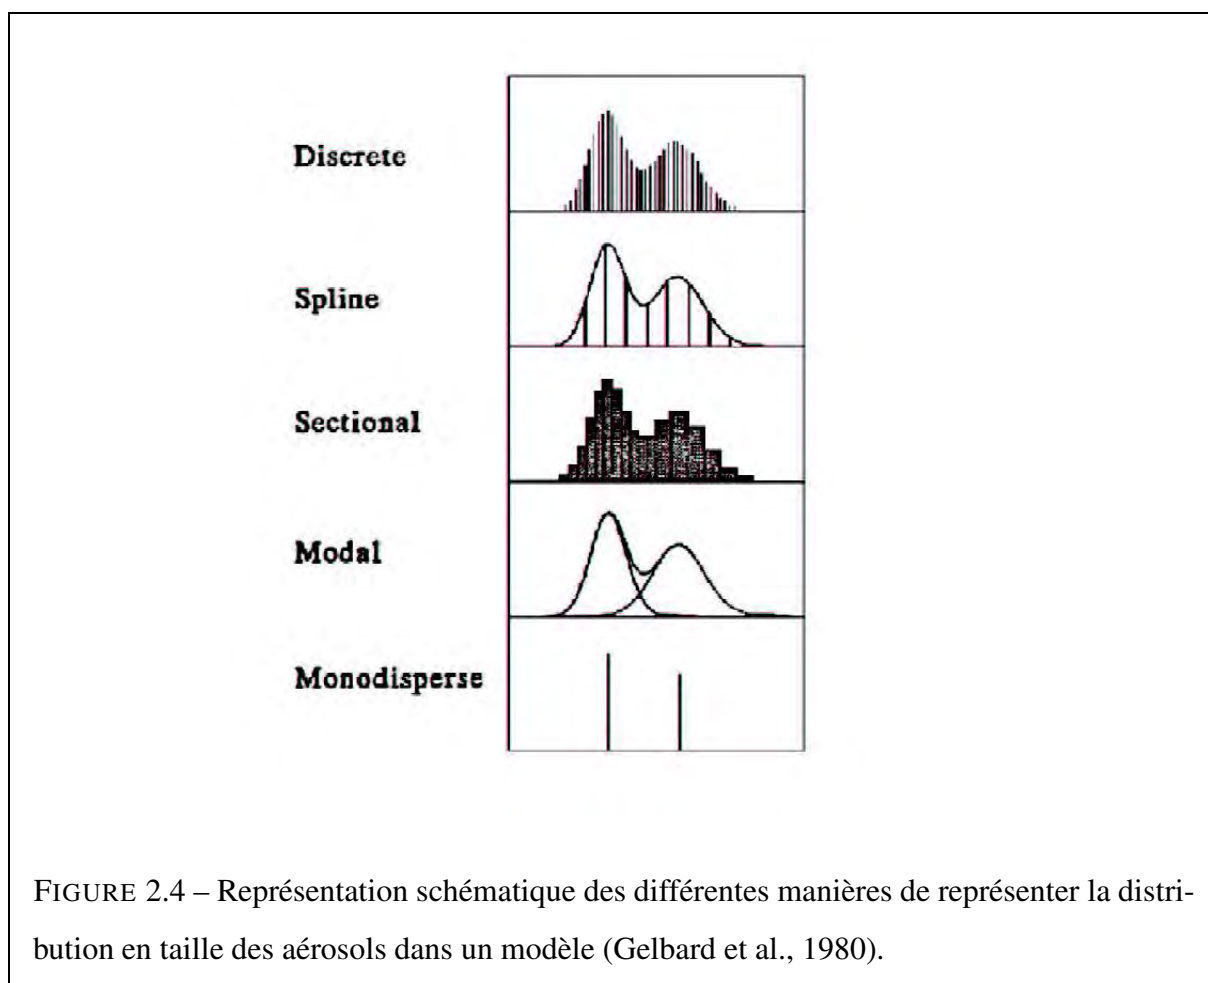 Discrete
Spline
Sectional
Modal
Monodisperse
FIGURE 2.4 – Représentation schématique des différentes manières de représenter la distri-
bution en taille des aérosols dans un modèle (Gelbard et al., 1980).